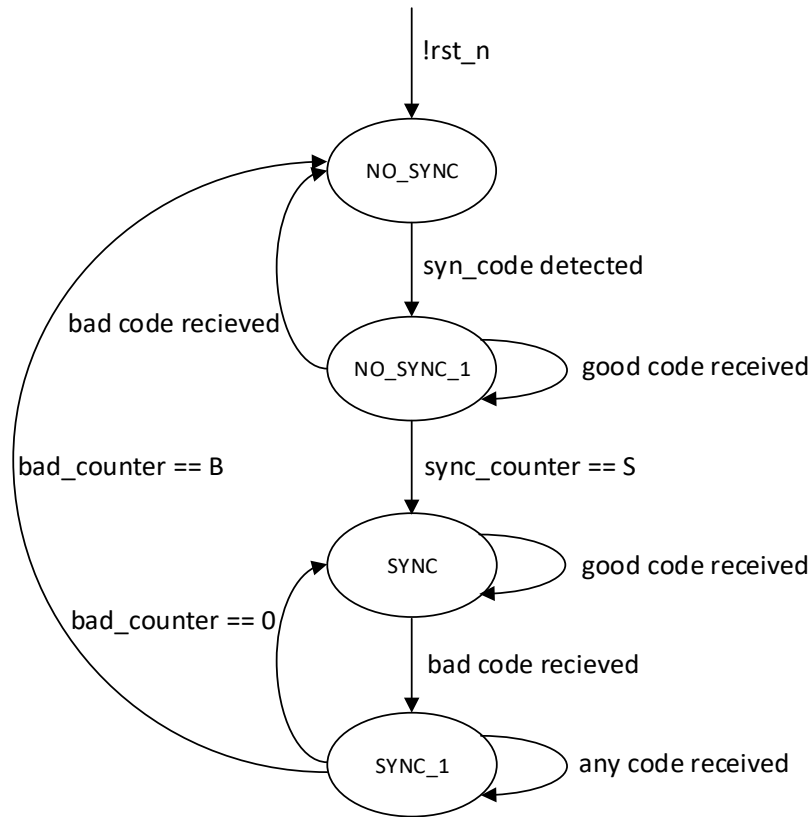 !rst_n
NO_SYNC
syn_code detected
bad code recieved
NO_SYNC_1
good code received
bad_counter == B
sync_counter == S
SYNC
good code received
bad_counter == 0
bad code recieved
SYNC_1
any code received